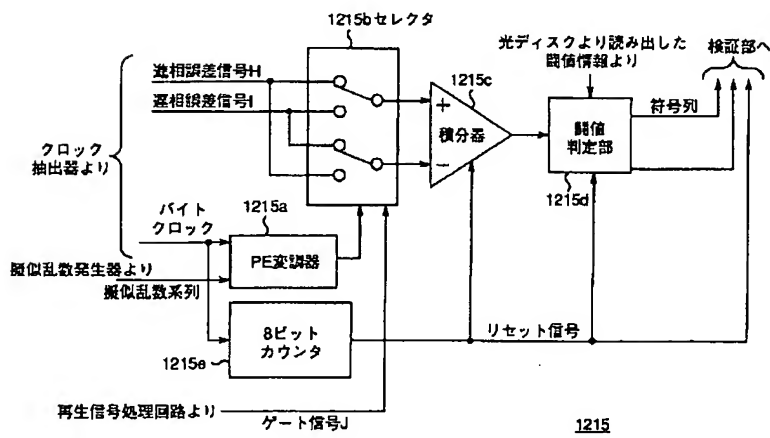 1215bセレクタ
光ディスクより読み出した
閾値情報より
検証部へ
進相誤差信号H
遅相誤差信号I
1215c
+
積分器
−
閾値
判定部
符号列
1215d
クロック
抽出器より
バイト
クロック
1215a
PE変調器
擬似乱数発生器より
擬似乱数系列
8ビット
カウンタ
リセット信号
1215e
再生信号処理回路より
ゲート信号J
1215